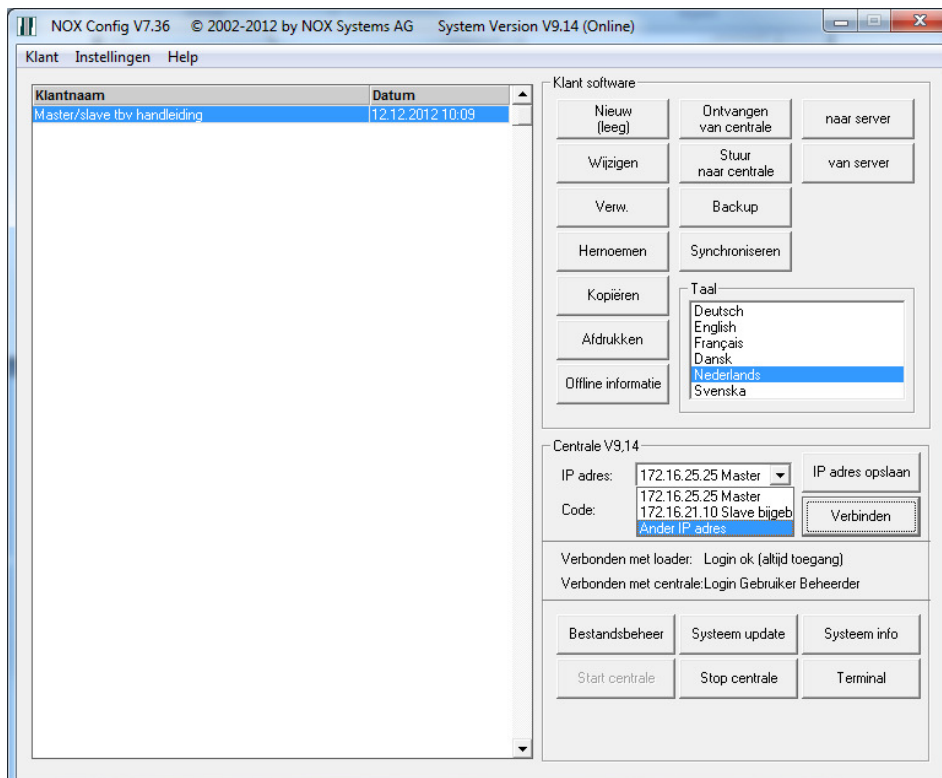 NOX Config V7.36 © 2002-2012 by NOX Systems AG System Version V9.14 (Online)
Klant Instellingen Help
Klantnaam Datum
Master/slave tbv handleiding 12.12.2012 10:09
Klant software
Nieuw
(leeg)
Ontvangen
van centrale
naar server
Wijzigen
Stuur
naar centrale
van server
Verw.
Backup
Hernoemen
Synchroniseren
Kopiëren
Taal
Deutsch
English
Français
Dansk
Nederlands
Svenska
Afdrukken
Offline informatie
Centrale V9,14
IP adres:
172.16.25.25 Master
IP adres opslaan
172.16.25.25 Master
172.16.21.10 Slave bijgeb
Ander IP adres
Code:
Verbinden
Verbonden met loader: Login ok (altijd toegang)
Verbonden met centrale:Login Gebruiker Beheerder
Bestandsbeheer Systeem update Systeem info
Start centrale Stop centrale Terminal